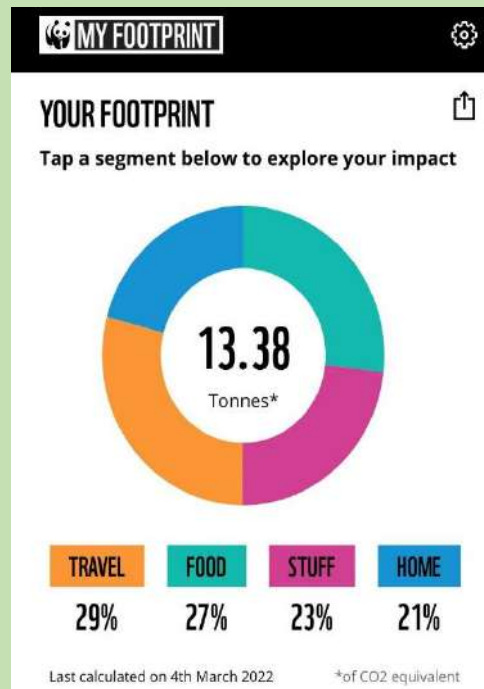 MY FOOTPRINT
YOUR FOOTPRINT
Tap a segment below to explore your impact
13.38
Tonnes*
TRAVEL FOOD STUFF HOME
29% 27% 23% 21%
Last calculated on 4th March 2022 *of CO2 equivalent